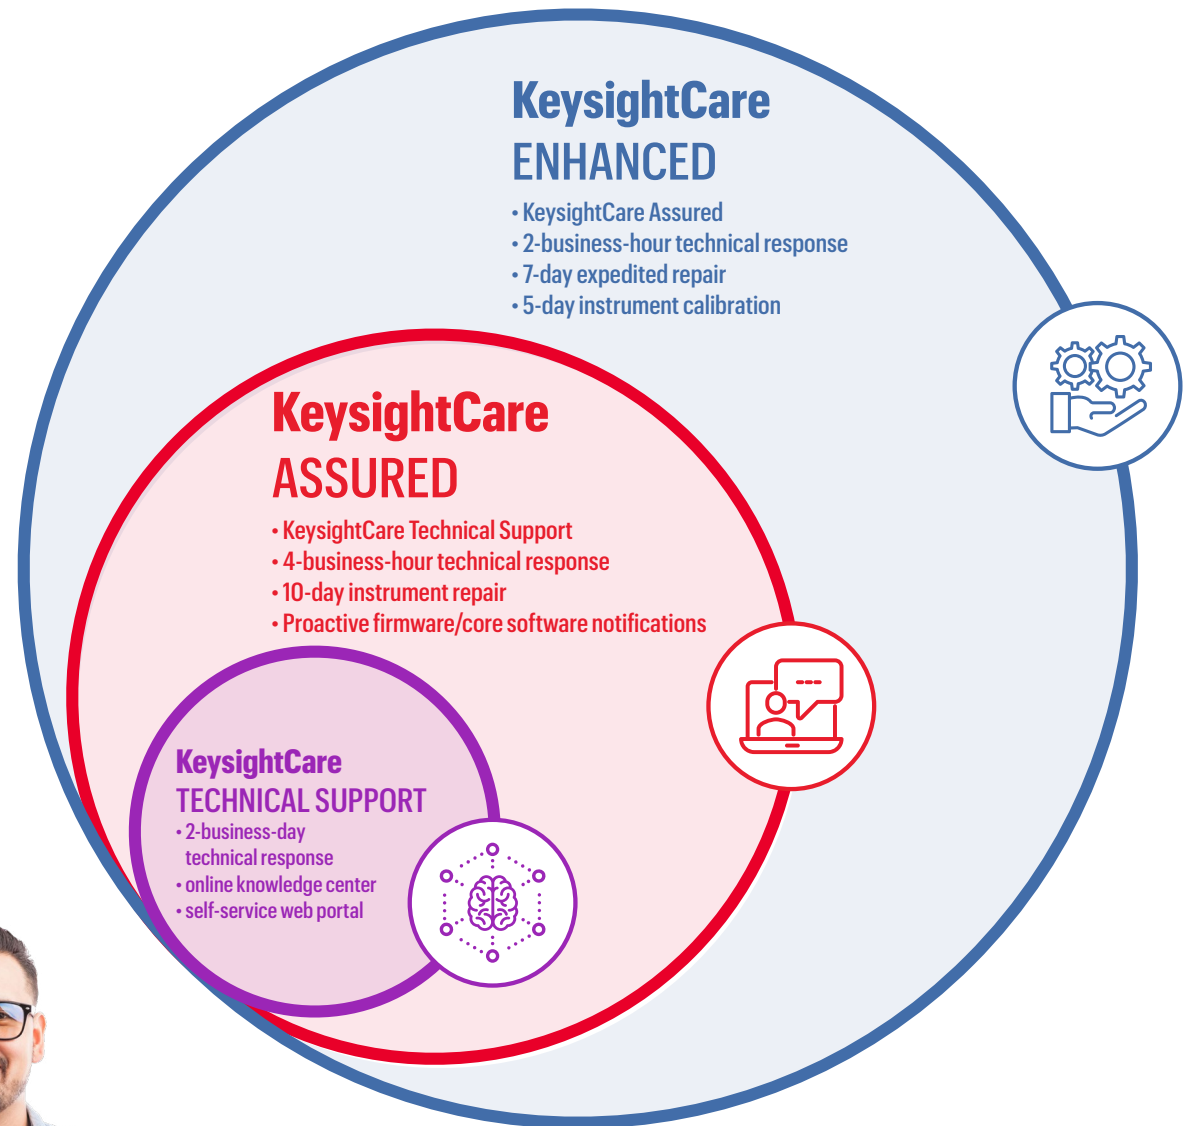 KeysightCare
ENHANCED
• KeysightCare Assured
• 2-business-hour technical response
• 7-day expedited repair
• 5-day instrument calibration
KeysightCare
ASSURED
• KeysightCare Technical Support
• 4-business-hour technical response
• 10-day instrument repair
• Proactive firmware/core software notifications
KeysightCare
TECHNICAL SUPPORT
• 2-business-day
technical response
• online knowledge center
• self-service web portal